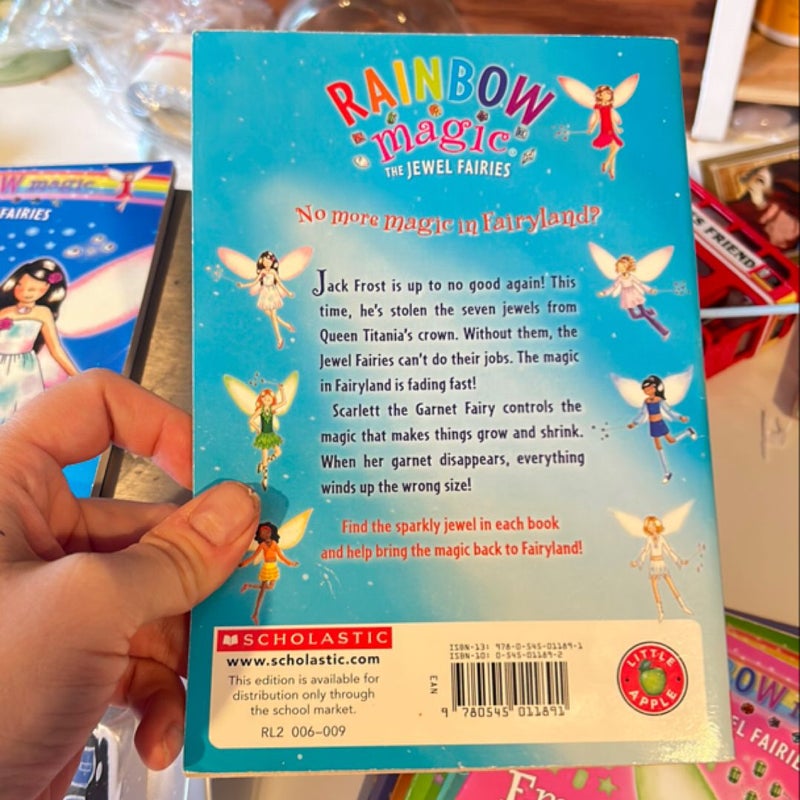 RAINBOW
magic®
THE JEWEL FAIRIES
No more magic in Fairyland?
Jack Frost is up to no good again! This
time, he's stolen the seven jewels from
Queen Titania's crown. Without them, the
Jewel Fairies can't do their jobs. The magic
in Fairyland is fading fast!
Scarlett the Garnet Fairy controls the
magic that makes things grow and shrink.
When her garnet disappears, everything
winds up the wrong size!
Find the sparkly jewel in each book
and help bring the magic back to Fairyland!
SCHOLASTIC
www.scholastic.com
This edition is available for
distribution only through
the school market.
RL2 006-009
ISBN-13: 978-0-545-01189-1
ISBN-10: 0-545-01189-2
EAN
9 780545 011891
LITTLE
APPLE
W magic
FAIRIES
FRIEND
OW
EL FAIRIE
Em